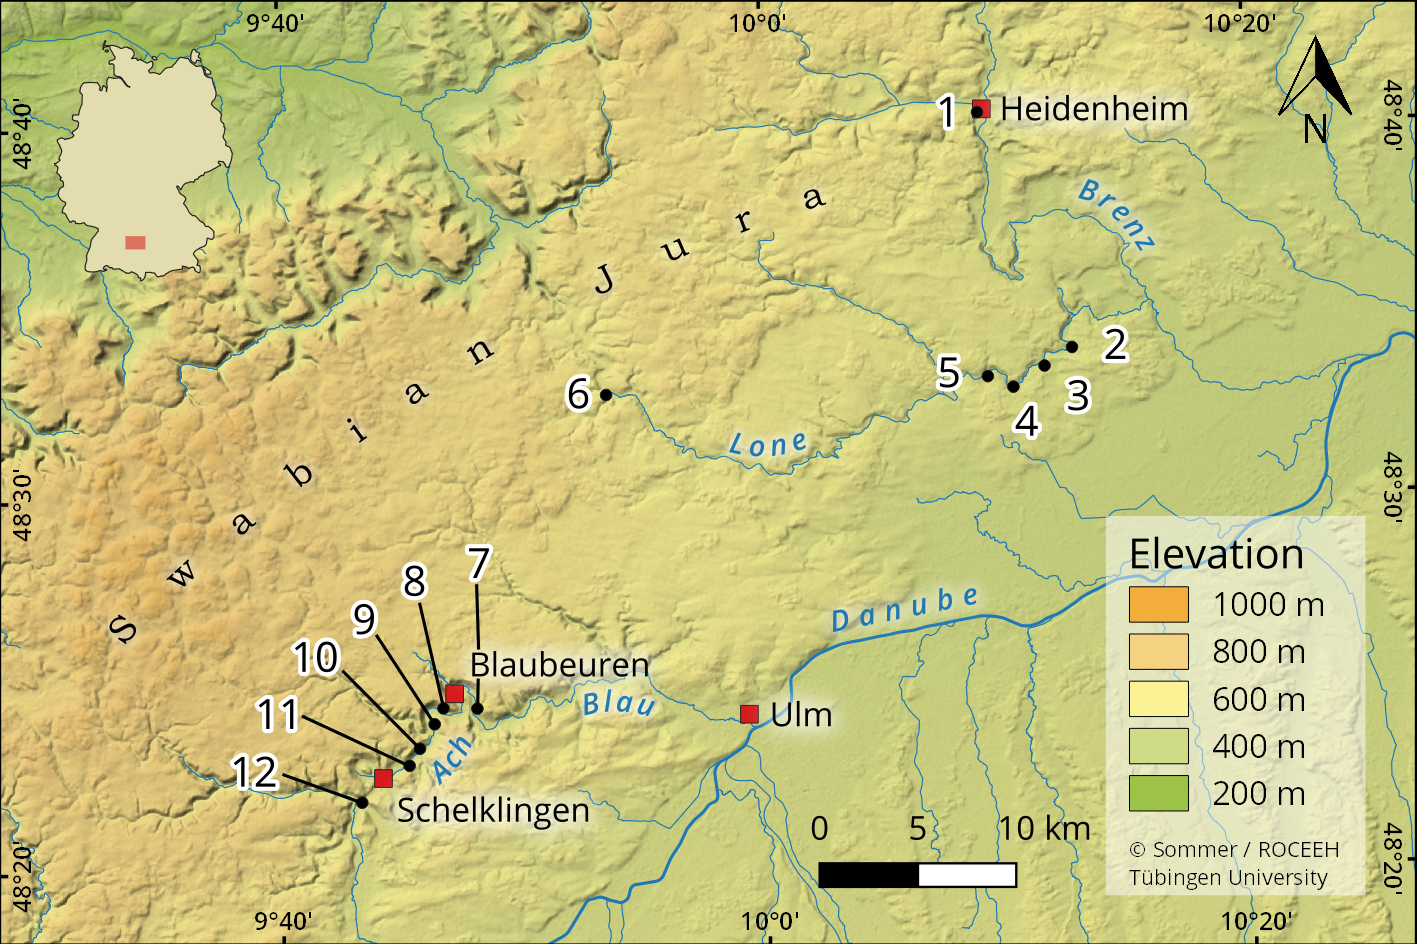 9°40'
10°0'
10°20'
48°40'
48°40'
N
1
Heidenheim
Brenz
Swabian Jura
2
3
4
5
6
Lone
48°30'
48°30'
7
8
9
10
11
12
Blaubeuren
Blau
Ach
Schelklingen
Ulm
Danube
Elevation
1000 m
800 m
600 m
400 m
200 m
© Sommer / ROCEEH
Tübingen University
0 5 10 km
48°20'
48°20'
9°40'
10°0'
10°20'